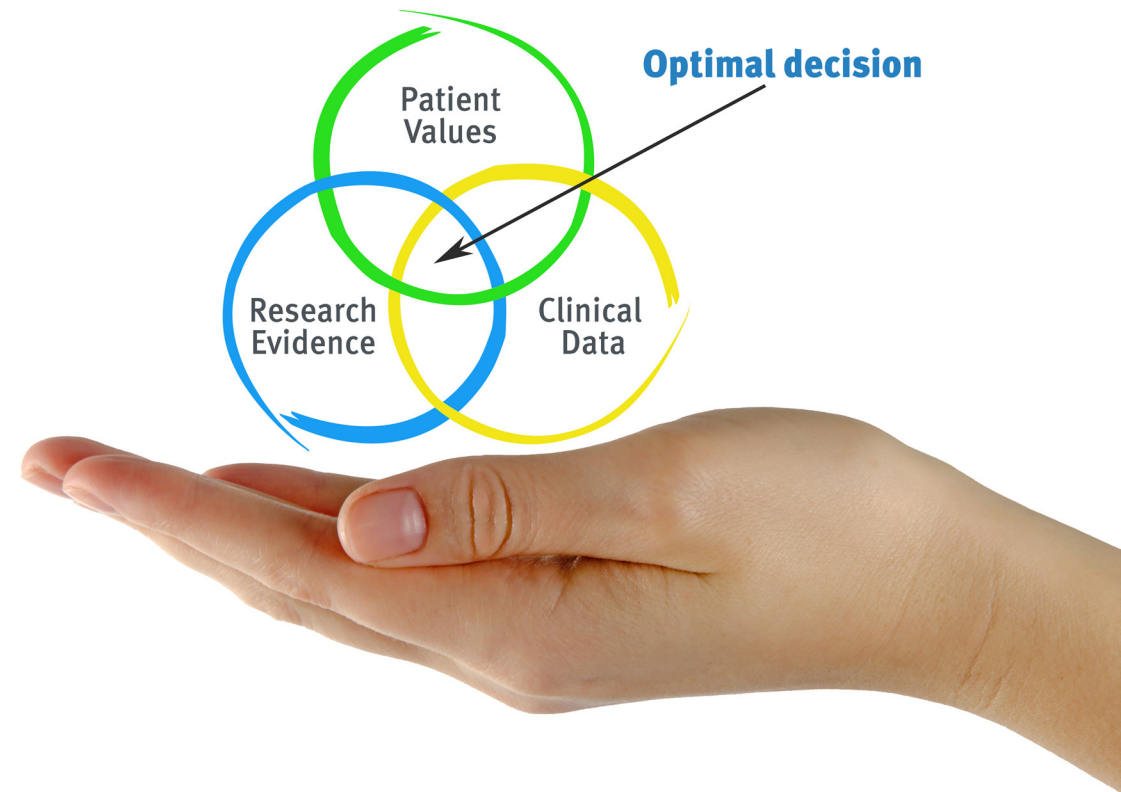 Optimal decision
Patient
Values
Research
Evidence
Clinical
Data